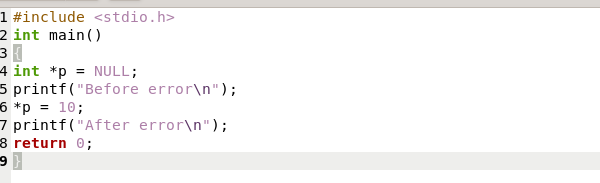 1 #include <stdio.h>
2 int main()
3 {
4 int *p = NULL;
5 printf("Before error\n");
6 *p = 10;
7 printf("After error\n");
8 return 0;
9 }